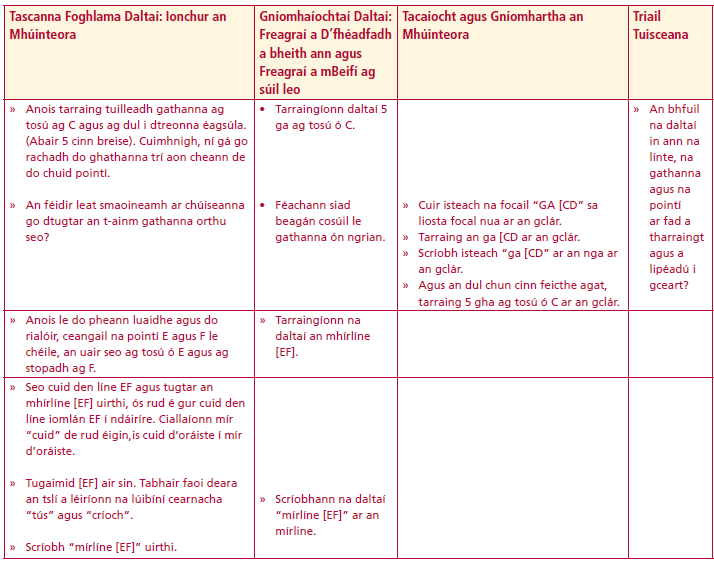 Tascanna Foghlama Daltaí: Ionchur an
Mhúinteora
Gníomhaíochtaí Daltaí:
Freagraí a D’fhéadfadh
a bheith ann agus
Freagraí a mBeifí ag
súil leo
Tacaíocht agus Gníomhartha an
Mhúinteora
Triail
Tuisceana
» Anois tarraing tuilleadh gathanna ag
tosú ag C agus ag dul i dtreonna éagsúla.
(Abair 5 cinn breise). Cuimhnigh, ní gá go
rachadh do ghathanna trí aon cheann de
do chuid pointí.
» An féidir leat smaoineamh ar chúiseanna
go dtugtar an t-ainm gathanna orthu
seo?
• Tarraingíonn daltaí 5
ga ag tosú ó C.
• Féachann siad
beagán cosúil le
gathanna ón ngrian.
» Cuir isteach na focail “GA [CD” sa
liosta focal nua ar an gclár.
» Tarraing an ga [CD ar an gclár.
» Scríobh isteach “ga [CD” ar an nga ar
an gclár.
» Agus an dul chun cinn feicthe agat,
tarraing 5 gha ag tosú ó C ar an gclár.
» An bhfuil
na daltaí
in ann na
línte, na
gathanna
agus na
pointí
ar fad a
tharraingt
agus a
lipéadú i
gceart?
» Anois le do pheann luaidhe agus do
rialóir, ceangail na pointí E agus F le
chéile, an uair seo ag tosú ó E agus ag
stopadh ag F.
» Tarraingíonn na
daltaí an mhírlíne
[EF].
» Seo cuid den líne EF agus tugtar an
mhírlíne [EF] uirthi, ós rud é gur cuid den
líne iomlán EF í ndáiríre. Ciallaíonn mír
“cuid” de rud éigin,is cuid d’oráiste í mír
d’oráiste.
» Tugaimid [EF] air sin. Tabhair faoi deara
an tslí a léiríonn na lúibíní cearnacha
“tús” agus “críoch”.
» Scríobh “mírlíne [EF]” uirthi.
» Scríobhann na daltaí
“mírlíne [EF]” ar an
mírline.